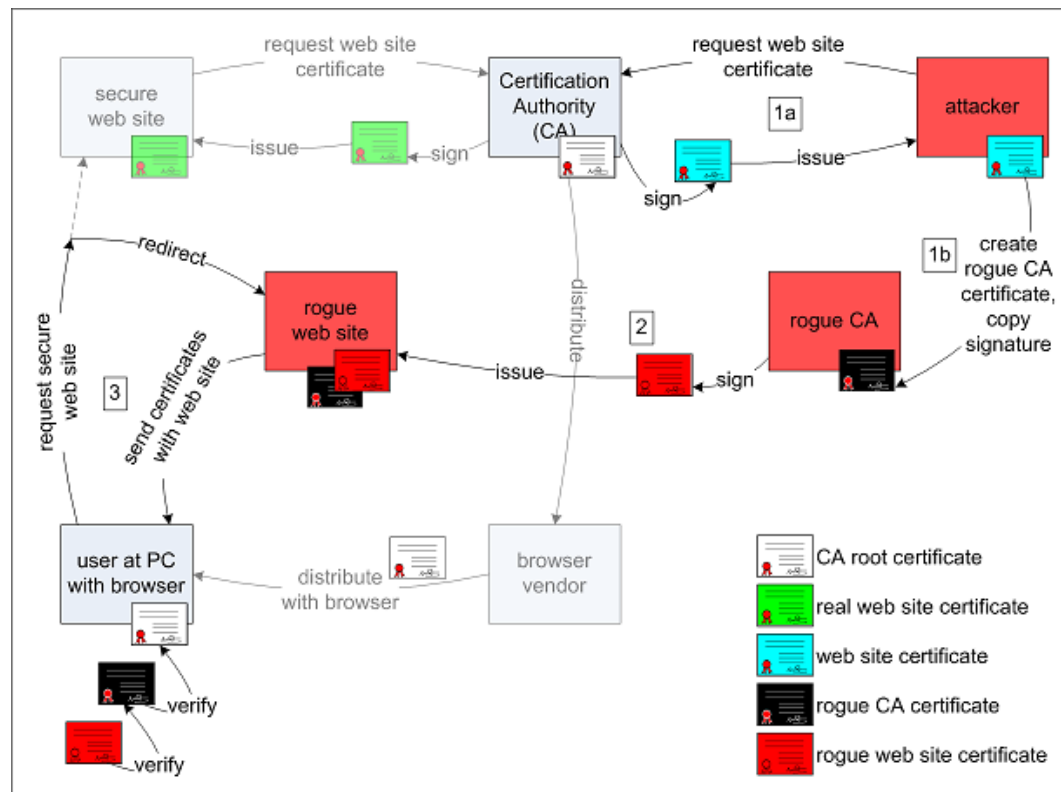 request web site
certificate
request web site
certificate
secure
web site
Certification
Authority
(CA)
attacker
1a
issue
sign
issue
sign
redirect
1b
create
rogue CA
certificate,
copy
signature
rogue
web site
distribute
2
rogue CA
issue
sign
request secure
web site
3
send certificates
with web site
user at PC
with browser
distribute
with browser
browser
vendor
CA root certificate
real web site certificate
web site certificate
rogue CA certificate
rogue web site certificate
verify
verify